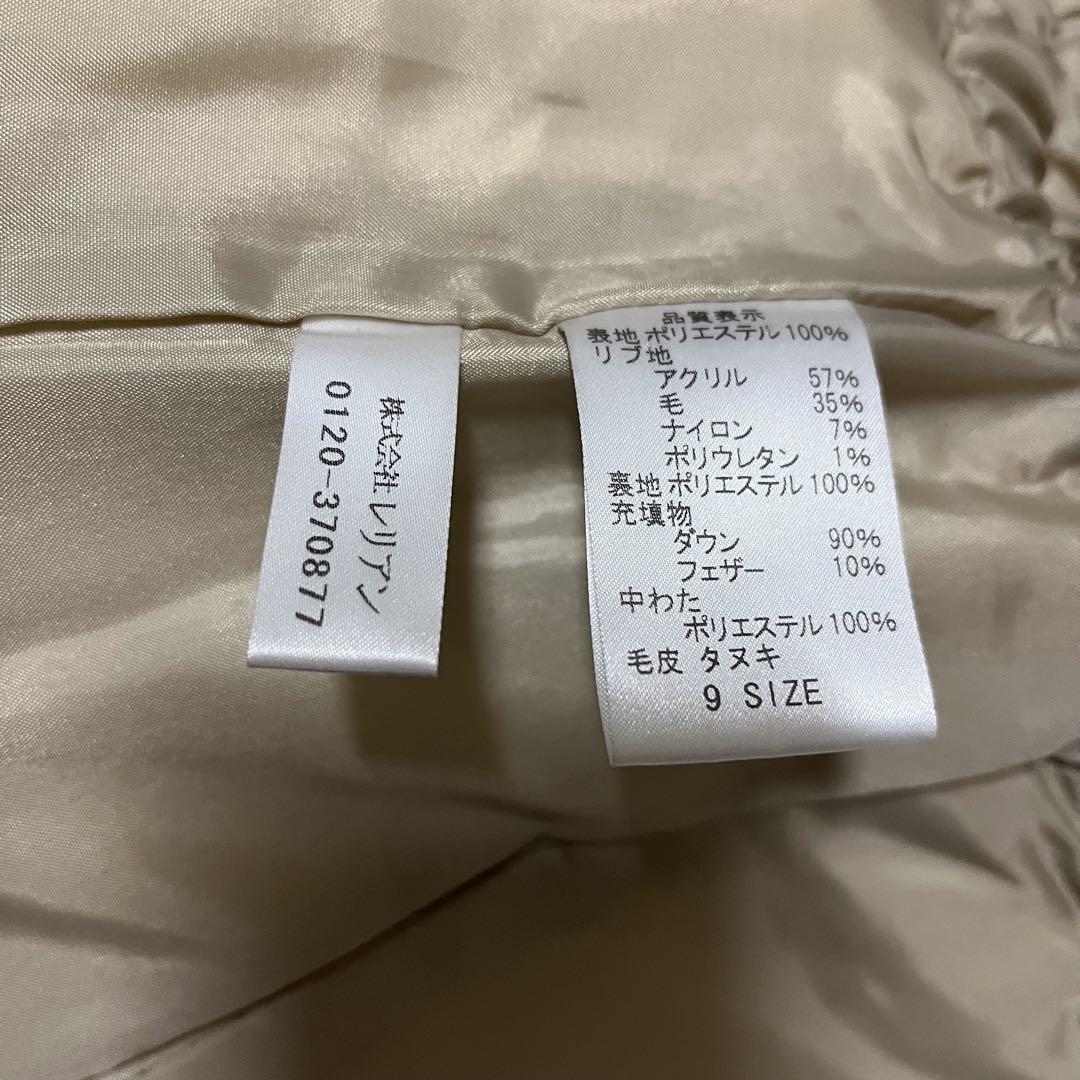 株式会社レリアン
0120-370877
品質表示
表地 ポリエステル 100%
リブ地
アクリル 57%
毛 35%
ナイロン 7%
ポリウレタン 1%
裏地 ポリエステル 100%
充填物
ダウン 90%
フェザー 10%
中わた
ポリエステル 100%
毛皮 タヌキ
9 SIZE